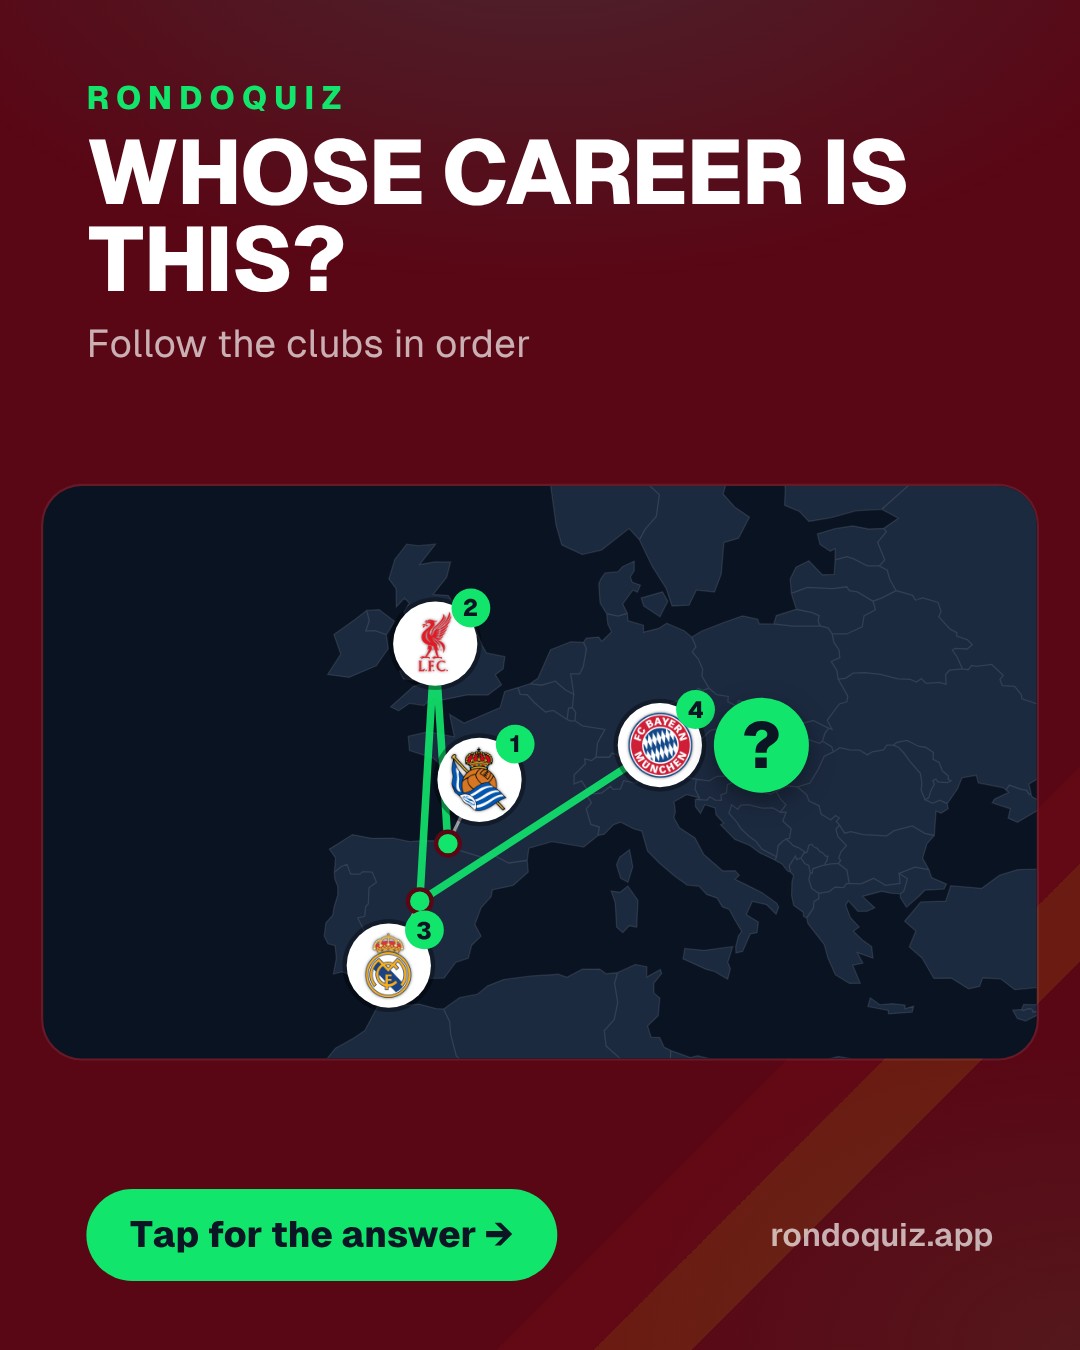 RONDOQUIZ
WHOSE CAREER IS
THIS?
Follow the clubs in order
2
L.F.C.
1
4
FC BAYERN
MÜNCHEN
?
3
Tap for the answer →
rondoquiz.app